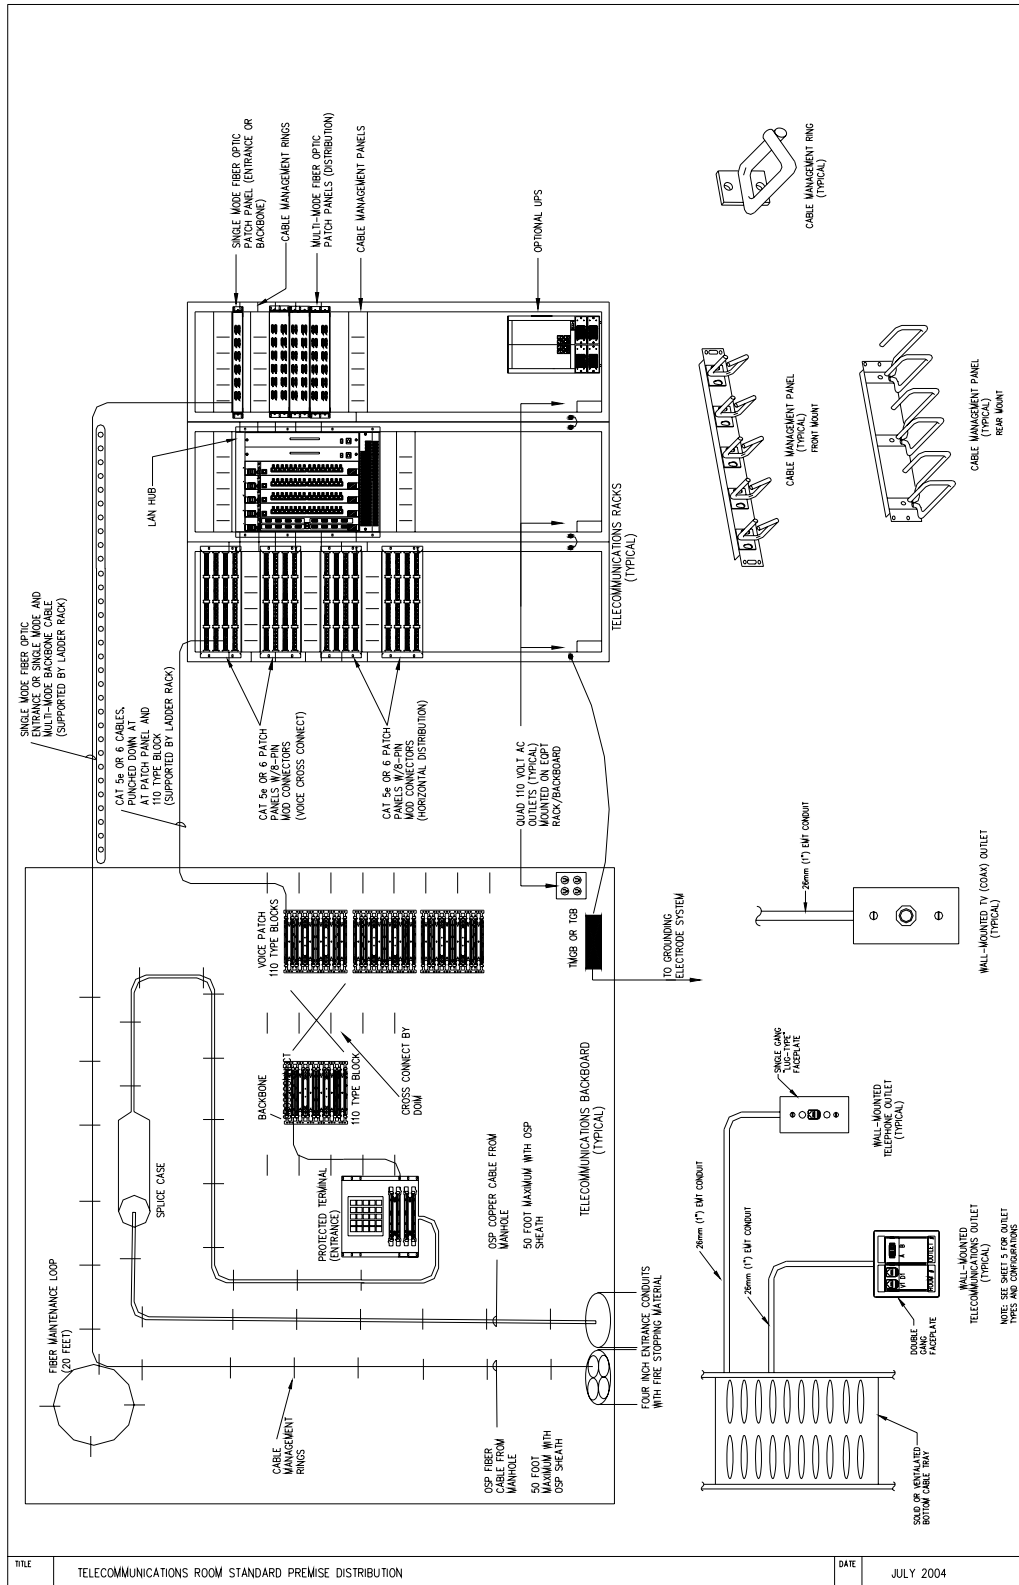 SINGLE MODE FIBER OPTIC
PATCH PANEL (ENTRANCE OR
BACKBONE)
CABLE MANAGEMENT RINGS
MULTI-MODE FIBER OPTIC
PATCH PANELS (DISTRIBUTION)
CABLE MANAGEMENT PANELS
OPTIONAL UPS
CABLE MANAGEMENT RING
(TYPICAL)
LAN HUB
TELECOMMUNICATIONS RACKS
(TYPICAL)
CABLE MANAGEMENT PANEL
(TYPICAL)
FRONT MOUNT
CABLE MANAGEMENT PANEL
(TYPICAL)
REAR MOUNT
SINGLE MODE FIBER OPTIC
ENTRANCE OR SINGLE MODE AND
MULTI-MODE BACKBONE CABLE
(SUPPORTED BY LADDER RACK)
CAT 5e OR 6 CABLES,
PUNCHED DOWN AT
AT PATCH PANEL AND
110 TYPE BLOCK
(SUPPORTED BY LADDER RACK)
CAT 5e OR 6 PATCH
PANELS W/8-PIN
MOD CONNECTORS
(VOICE CROSS CONNECT)
CAT 5e OR 6 PATCH
PANELS W/8-PIN
MOD CONNECTORS
(HORIZONTAL DISTRIBUTION)
QUAD 110 VOLT AC
OUTLETS (TYPICAL)
MOUNTED ON EQPT
RACK/BACKBOARD
VOICE PATCH
110 TYPE BLOCKS
TMGB OR TGB
TO GROUNDING
ELECTRODE SYSTEM
26mm (1") EMT CONDUIT
WALL-MOUNTED TV (COAX) OUTLET
(TYPICAL)
BACKBONE
CROSSCONNECT
110 TYPE BLOCK
CROSS CONNECT BY
DOIM
TELECOMMUNICATIONS BACKBOARD
(TYPICAL)
SPLICE CASE
PROTECTED TERMINAL
(ENTRANCE)
OSP COPPER CABLE FROM
MANHOLE
50 FOOT MAXIMUM WITH OSP
SHEATH
SINGLE GANG
"LUG-TYPE"
FACEPLATE
WALL-MOUNTED
TELEPHONE OUTLET
(TYPICAL)
26mm (1") EMT CONDUIT
26mm (1") EMT CONDUIT
FIBER MAINTENANCE LOOP
(20 FEET)
CABLE
MANAGEMENT
RINGS
OSP FIBER
CABLE FROM
MANHOLE
50 FOOT
MAXIMUM WITH
OSP SHEATH
FOUR INCH ENTRANCE CONDUITS
WITH FIRE STOPPING MATERIAL
V1 D1
A B
ROOM # OUTLET #
DOUBLE
GANG
FACEPLATE
WALL-MOUNTED
TELECOMMUNICATIONS OUTLET
(TYPICAL)
NOTE: SEE SHEET 5 FOR OUTLET
TYPES AND CONFIGURATIONS
SOLID OR VENTALATED
BOTTOM CABLE TRAY
TITLE
TELECOMMUNICATIONS ROOM STANDARD PREMISE DISTRIBUTION
DATE
JULY 2004